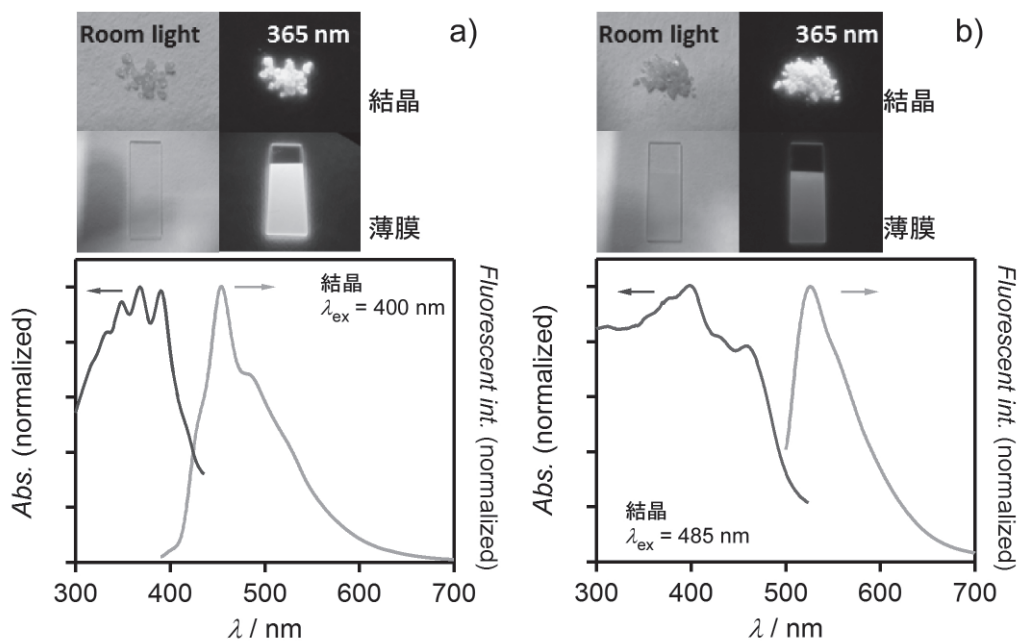 Room light
365 nm
a)
結晶
薄膜
Abs. (normalized)
結晶
λex = 400 nm
Fluorescent int. (normalized)
300 400 500 600 700
λ / nm
Room light
365 nm
b)
結晶
薄膜
Abs. (normalized)
結晶
λex = 485 nm
Fluorescent int. (normalized)
300 400 500 600 700
λ / nm